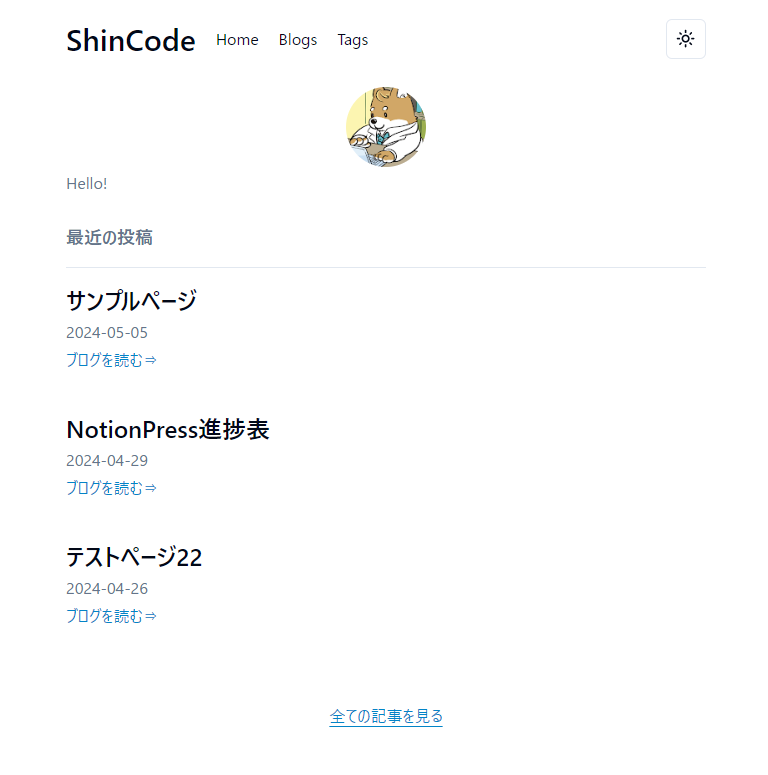 ShinCode Home Blogs Tags
Hello!
最近の投稿
サンプルページ
2024-05-05
ブログを読む⇒
NotionPress進捗表
2024-04-29
ブログを読む⇒
テストページ22
2024-04-26
ブログを読む⇒
全ての記事を見る